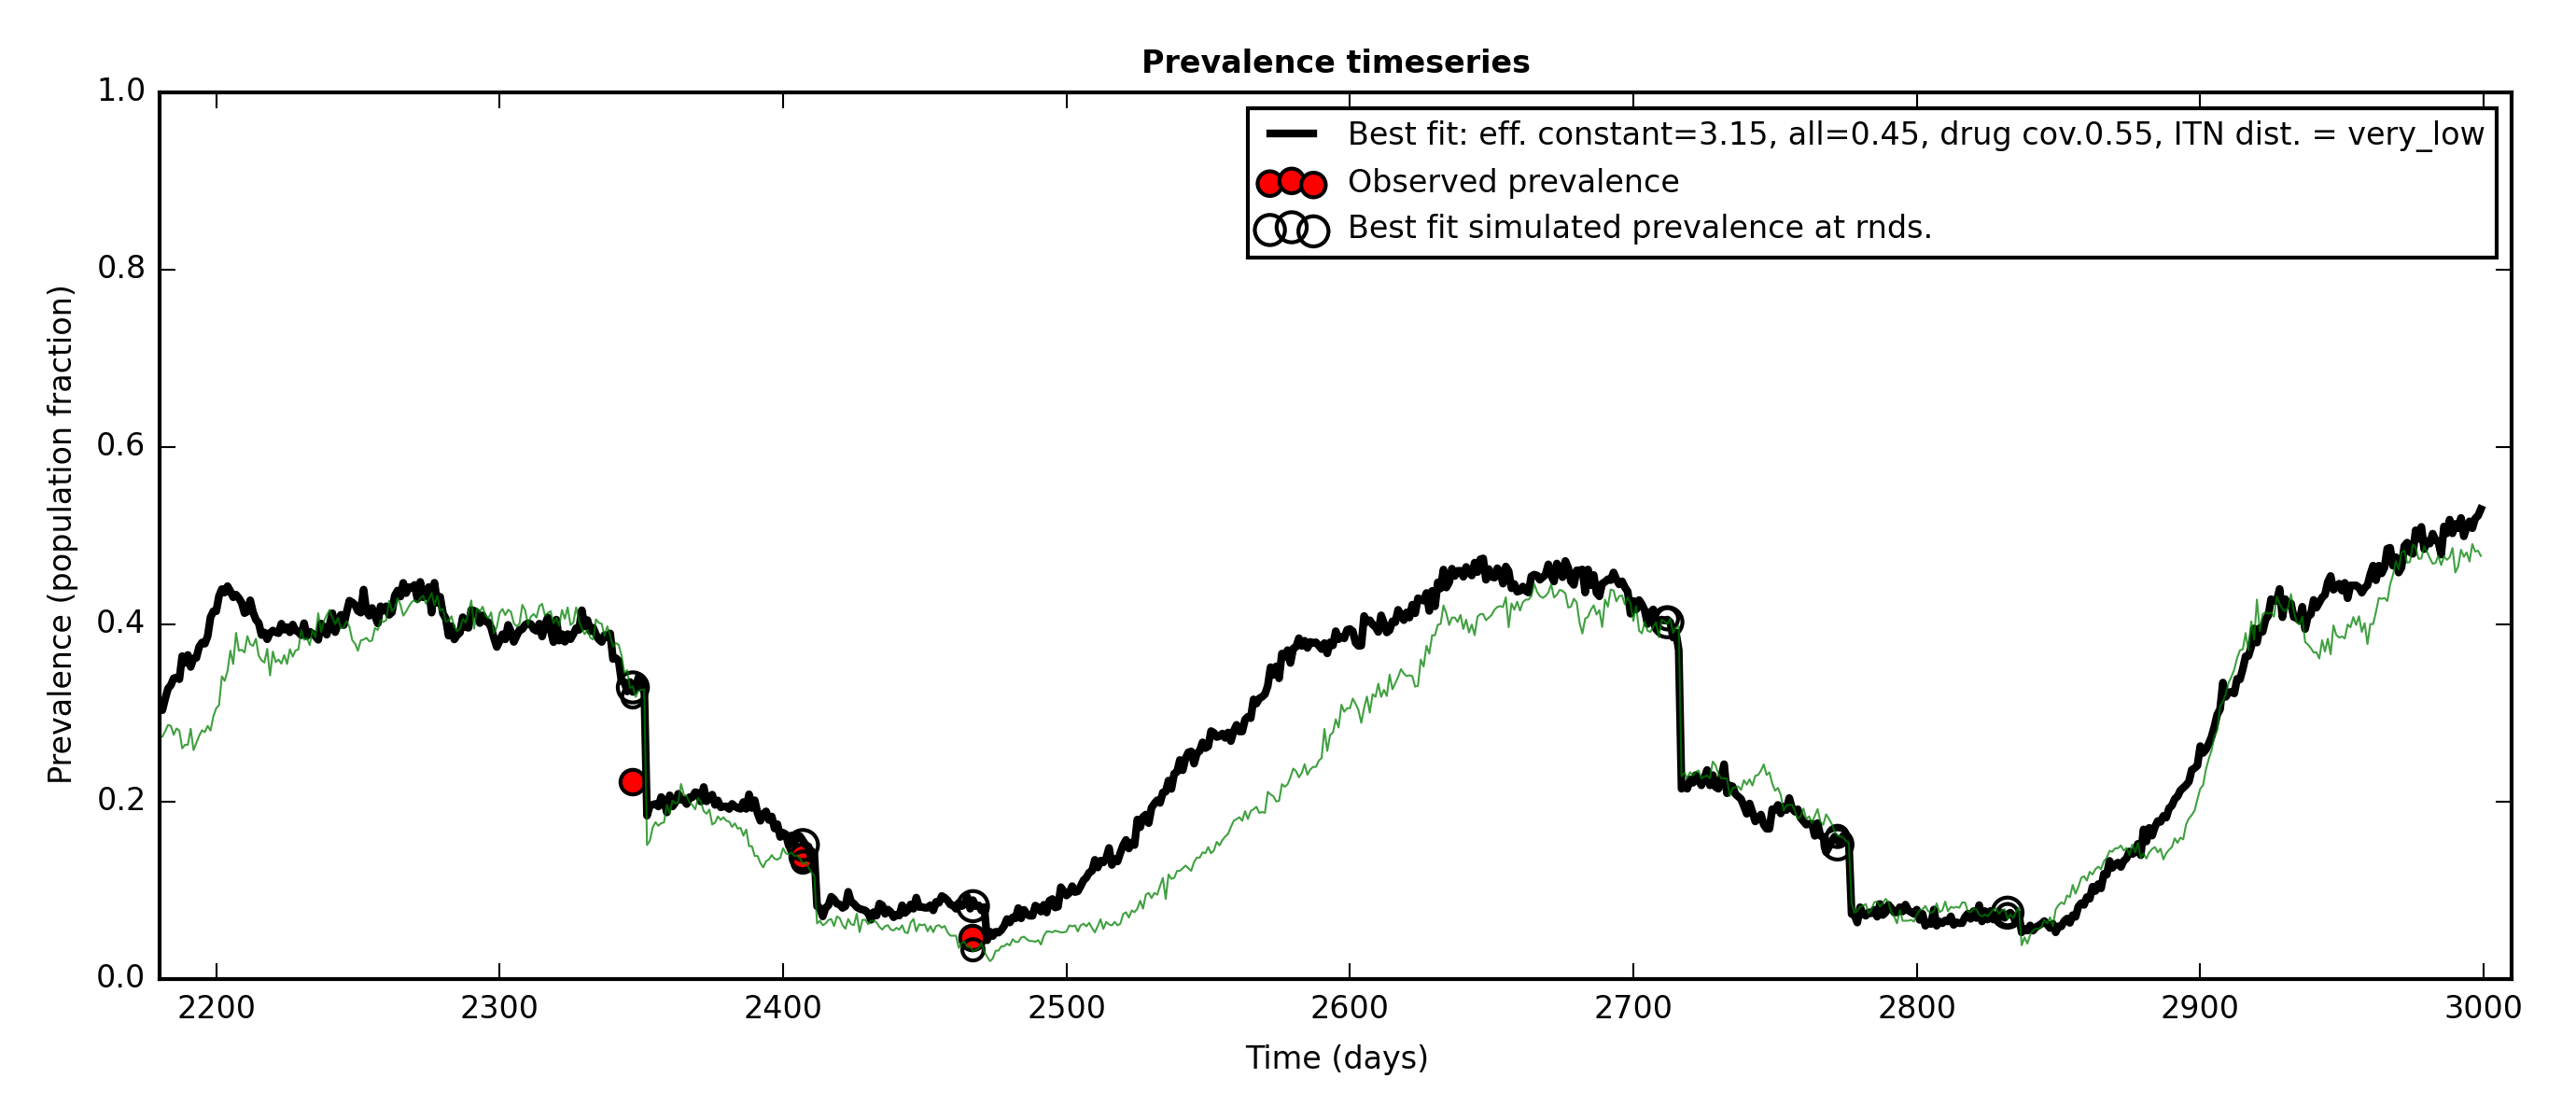 Prevalence timeseries
1.0
0.8
0.6
0.4
0.2
0.0
Prevalence (population fraction)
Best fit: eff. constant=3.15, all=0.45, drug cov.0.55, ITN dist. = very_low
Observed prevalence
Best fit simulated prevalence at rnds.
2200 2300 2400 2500 2600 2700 2800 2900 3000
Time (days)